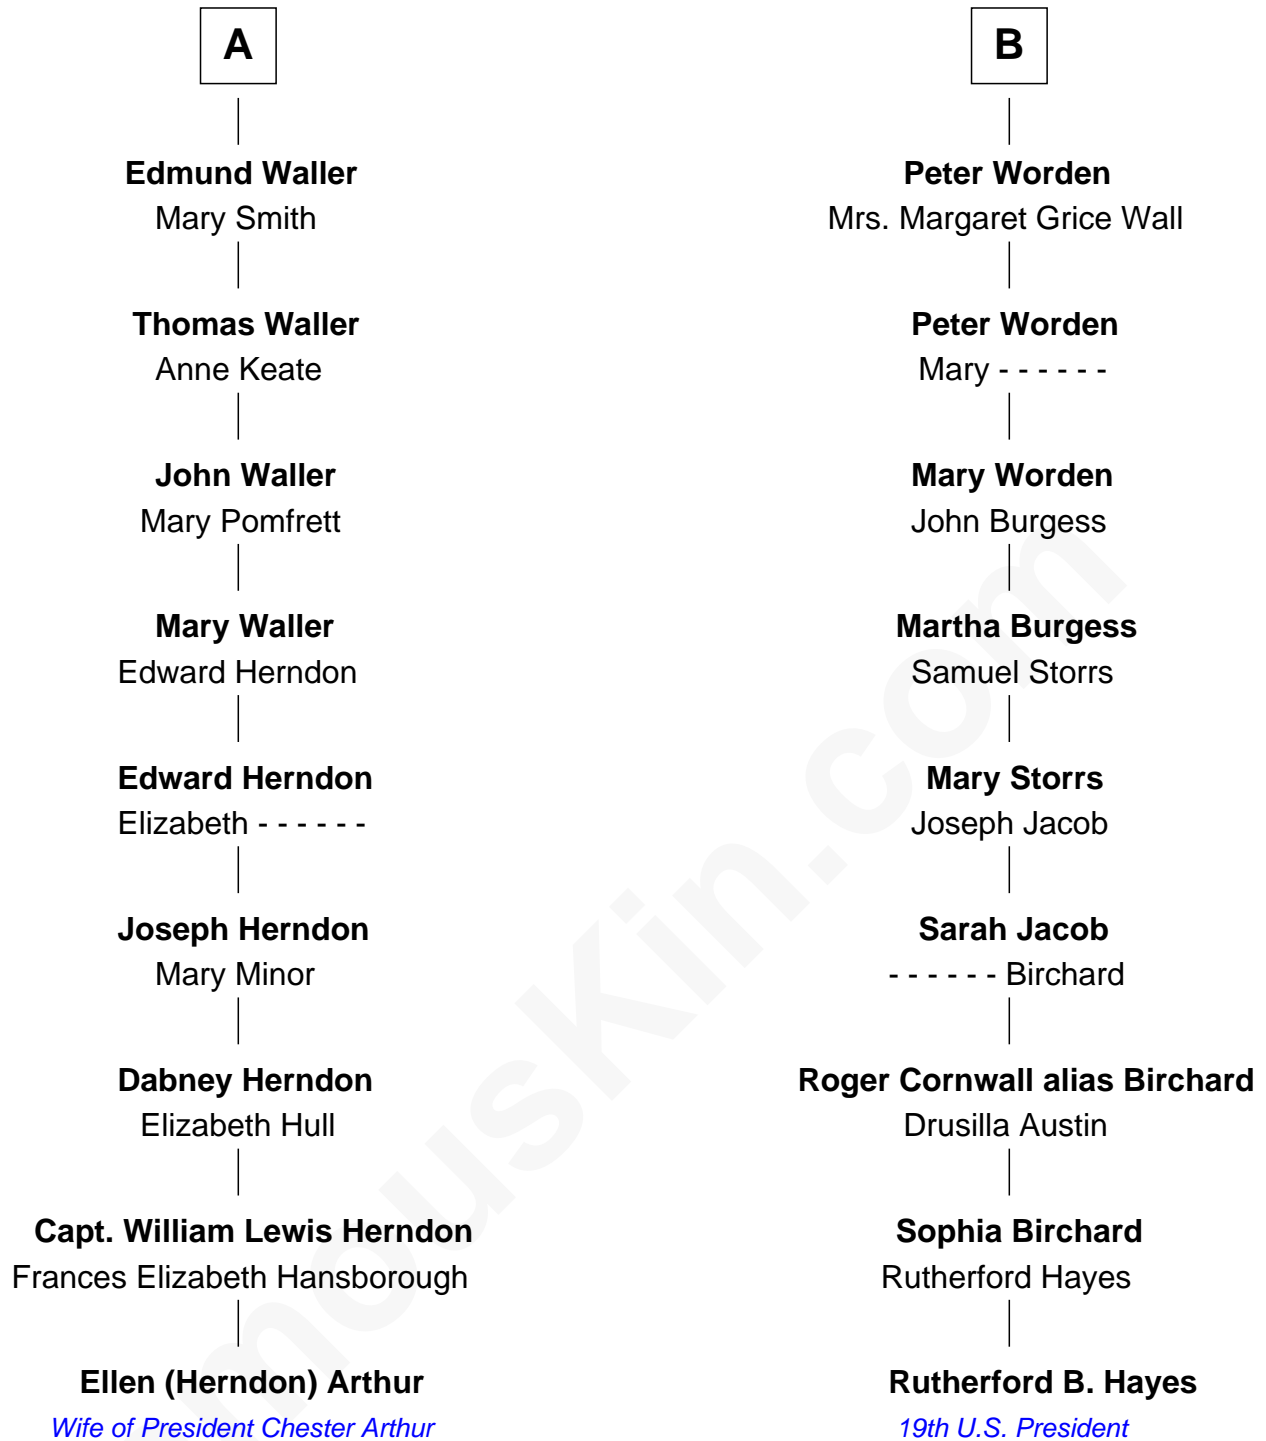 A
Edmund Waller
Mary Smith
Thomas Waller
Anne Keate
John Waller
Mary Pomfrett
Mary Waller
Edward Herndon
Edward Herndon
Elizabeth - - - - - -
Joseph Herndon
Mary Minor
Dabney Herndon
Elizabeth Hull
Capt. William Lewis Herndon
Frances Elizabeth Hansborough
Ellen (Herndon) Arthur
Wife of President Chester Arthur
B
Peter Worden
Mrs. Margaret Grice Wall
Peter Worden
Mary - - - - - -
Mary Worden
John Burgess
Martha Burgess
Samuel Storrs
Mary Storrs
Joseph Jacob
Sarah Jacob
- - - - - - Birchard
Roger Cornwall alias Birchard
Drusilla Austin
Sophia Birchard
Rutherford Hayes
Rutherford B. Hayes
19th U.S. President
mousKin.com